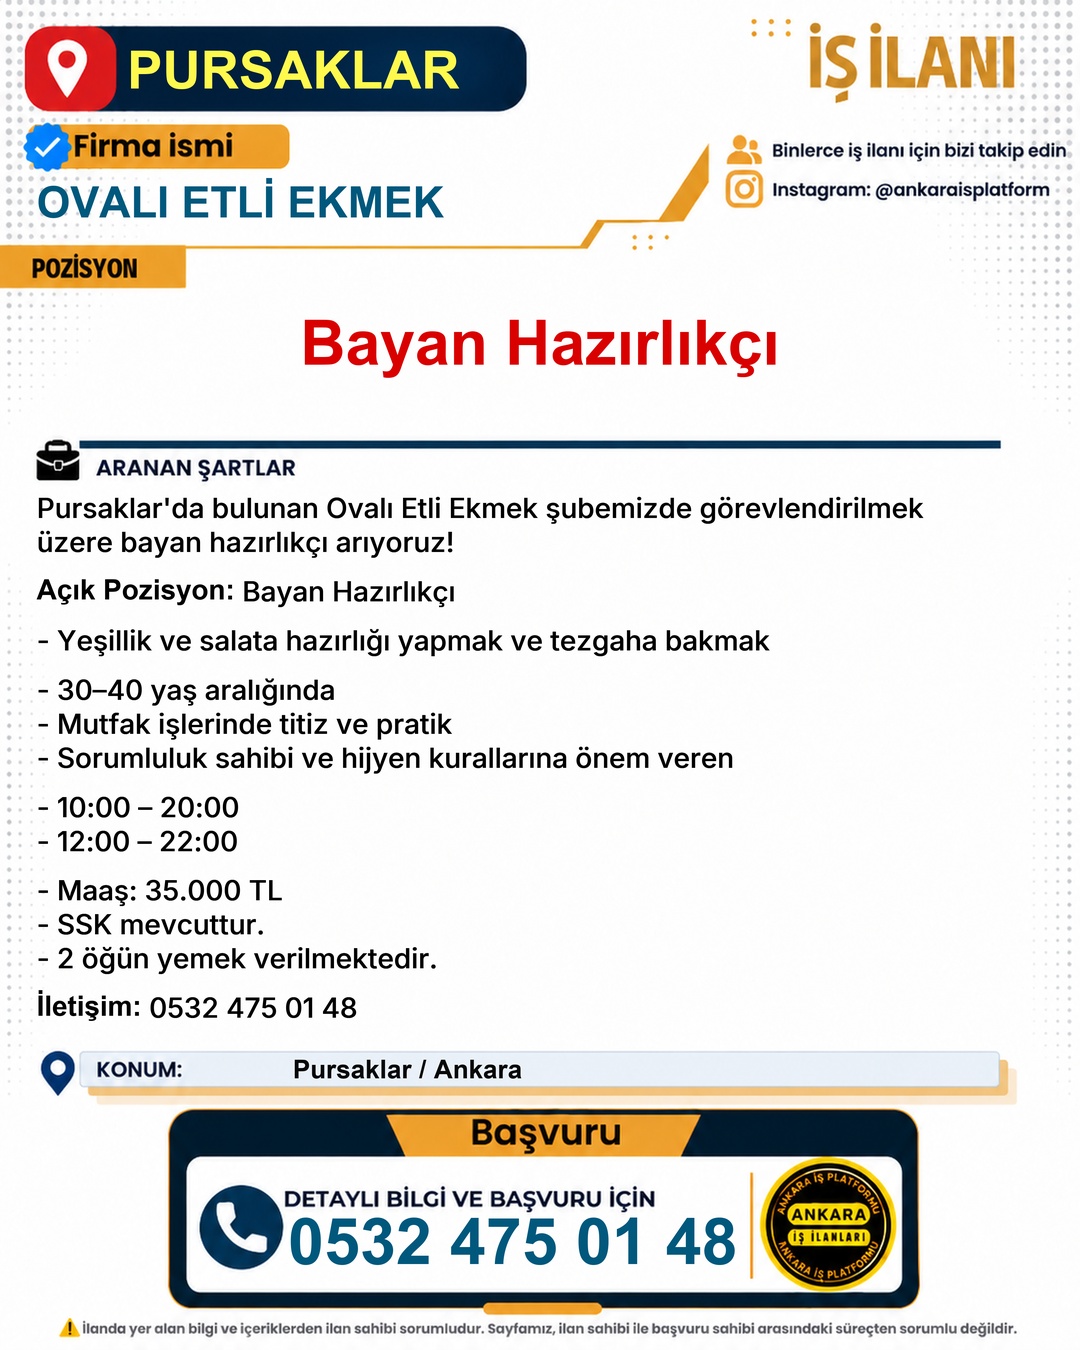 PURSAKLAR
İŞ İLANI
Firma ismi
OVALI ETLİ EKMEK
Binlerce iş ilanı için bizi takip edin
Instagram: @ankaraisplatform
POZİSYON
Bayan Hazırlıkçı
ARANAN ŞARTLAR
Pursaklar'da bulunan Ovalı Etli Ekmek şubemizde görevlendirilmek
üzere bayan hazırlıkçı arıyoruz!
Açık Pozisyon: Bayan Hazırlıkçı
- Yeşillik ve salata hazırlığı yapmak ve tezgaha bakmak
- 30–40 yaş aralığında
- Mutfak işlerinde titiz ve pratik
- Sorumluluk sahibi ve hijyen kurallarına önem veren
- 10:00 – 20:00
- 12:00 – 22:00
- Maaş: 35.000 TL
- SSK mevcuttur.
- 2 öğün yemek verilmektedir.
İletişim: 0532 475 01 48
KONUM: Pursaklar / Ankara
Başvuru
DETAYLI BİLGİ VE BAŞVURU İÇİN
0532 475 01 48
ANKARA İŞ PLATFORMU
ANKARA
İŞ İLANLARI
ANKARA İŞ PLATFORMU
İlanda yer alan bilgi ve içeriklerden ilan sahibi sorumludur. Sayfamız, ilan sahibi ile başvuru sahibi arasındaki süreçten sorumlu değildir.